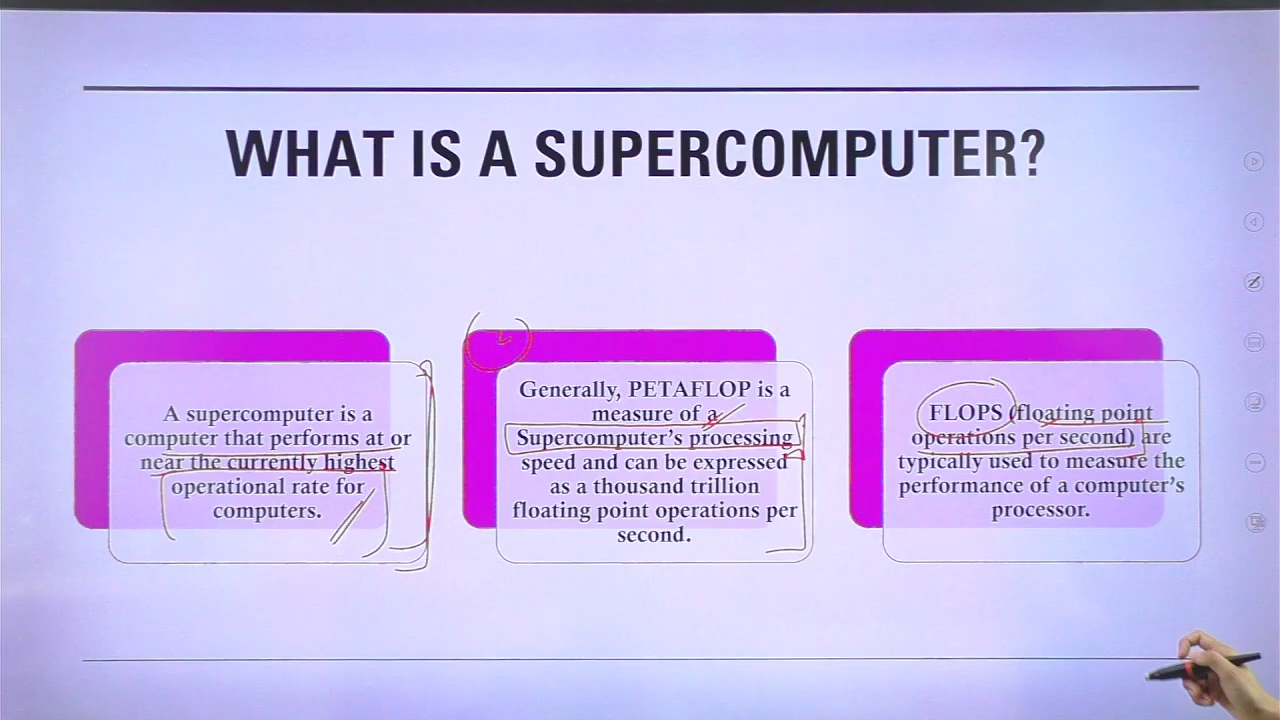 WHAT IS A SUPERCOMPUTER?
A supercomputer is a
computer that performs at or
near the currently highest
operational rate for
computers.
Generally, PETAFLOP is a
measure of a
Supercomputer's processing
speed and can be expressed
as a thousand trillion
floating point operations per
second.
FLOPS (floating point
operations per second) are
typically used to measure the
performance of a computer's
processor.